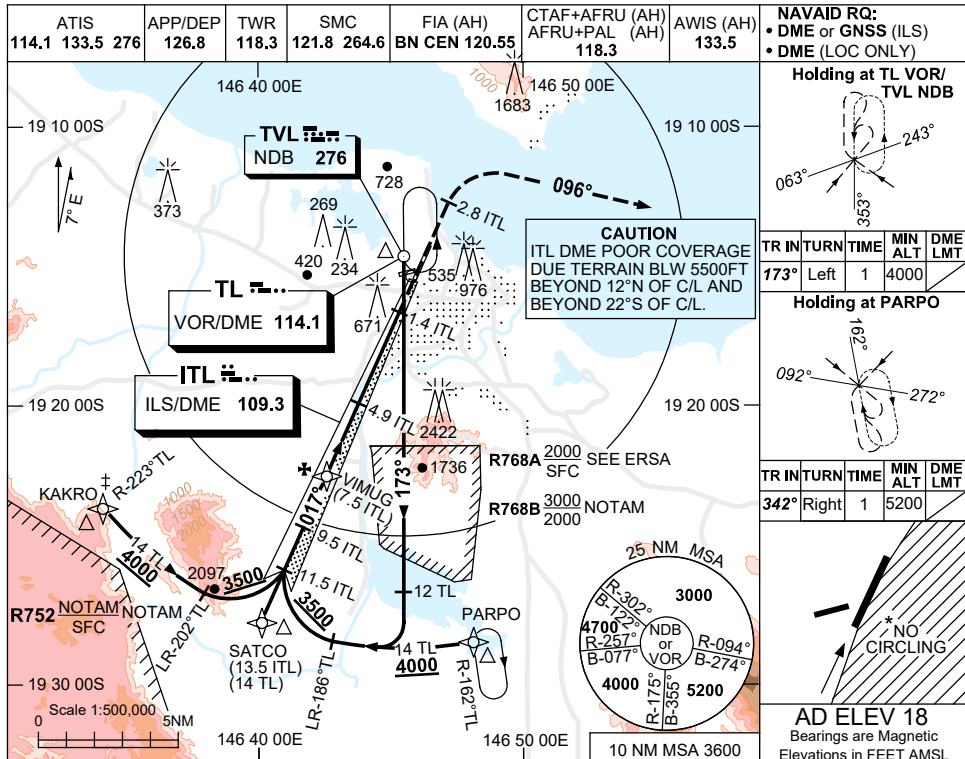 ATIS
114.1 133.5 276
APP/DEP
126.8
TWR
118.3
SMC
121.8 264.6
FIA (AH)
BN CEN 120.55
CTAF+AFRU (AH)
AFRU+PAL (AH)
118.3
AWIS (AH)
133.5
NAVAID RQ:
• DME or GNSS (ILS)
• DME (LOC ONLY)
146 40 00E
146 50 00E
1000
1683
19 10 00S
19 10 00S
7° E
TVL
NDB 276
728
373
269
420
234
096°
2.8 ITL
CAUTION
ITL DME POOR COVERAGE
DUE TERRAIN BLW 5500FT
BEYOND 12°N OF C/L AND
BEYOND 22°S OF C/L.
535
976
TL
VOR/DME 114.1
671
1.4 ITL
ITL
ILS/DME 109.3
19 20 00S
19 20 00S
4.9 ITL
2422
1736
R768A 2000
SFC
SEE ERSA
R768B 3000
2000
NOTAM
173°
VIMUG
(7.5 ITL)
017°
R-223°TL
KAKRO ‡
1000
1500
2000
9.5 ITL
14 TL
4000
2097
3500
11.5 ITL
3500
12 TL
R752 NOTAM
SFC
NOTAM
LR-202°TL
SATCO
(13.5 ITL)
(14 TL)
LR-186°TL
14 TL
4000
PARPO
R-162°TL
19 30 00S
Scale 1:500,000
0
5NM
146 40 00E
146 50 00E
25 NM MSA
3000
R-302°
B-122°
4700
R-257°
B-077°
NDB
or
VOR
R-094°
B-274°
4000
R-175°
B-355°
5200
10 NM MSA 3600
Holding at TL VOR/
TVL NDB
243°
063°
353°
TR IN TURN TIME MIN ALT DME LMT
173° Left 1 4000
Holding at PARPO
162°
092°
272°
TR IN TURN TIME MIN ALT DME LMT
342° Right 1 5200
*NO
CIRCLING
AD ELEV 18
Bearings are Magnetic
Elevations in FEET AMSL